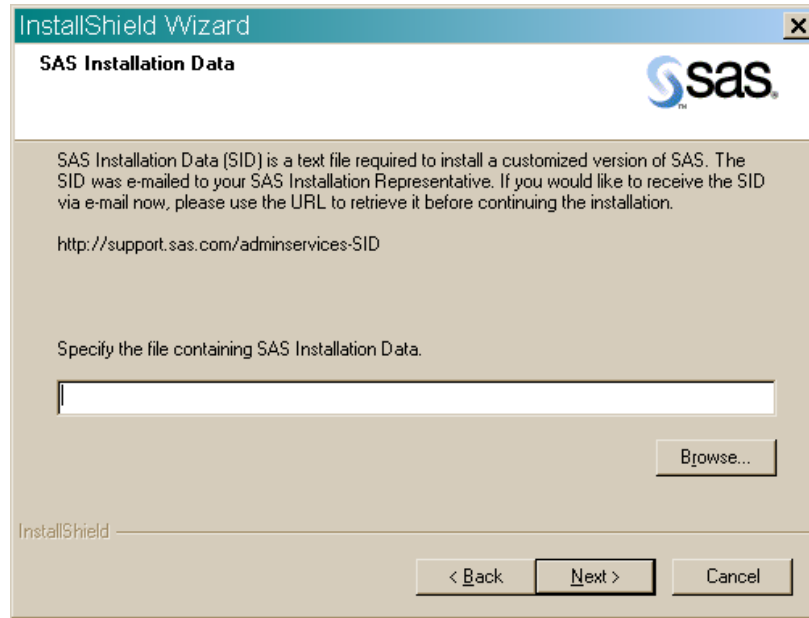 InstallShield Wizard
SAS Installation Data
sas.
TM
SAS Installation Data (SID) is a text file required to install a customized version of SAS. The
SID was e-mailed to your SAS Installation Representative. If you would like to receive the SID
via e-mail now, please use the URL to retrieve it before continuing the installation.
http://support.sas.com/adminservices-SID
Specify the file containing SAS Installation Data.
Browse...
InstallShield
< Back
Next >
Cancel